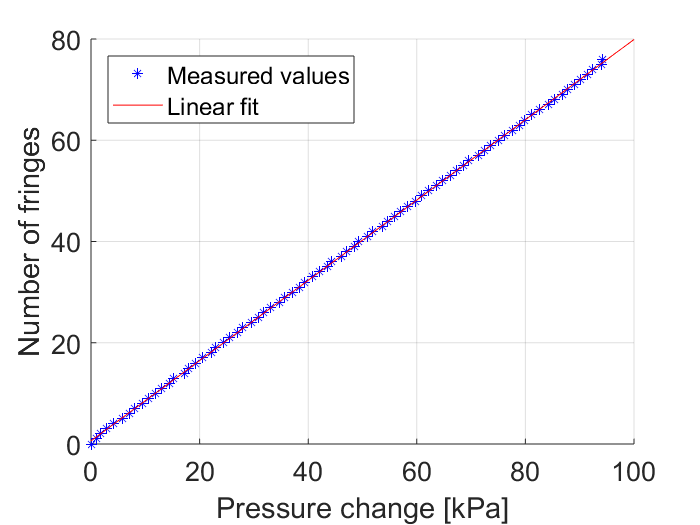 80
Measured values
Linear fit
60
40
20
0
0 20 40 60 80 100
Pressure change [kPa]
Number of fringes